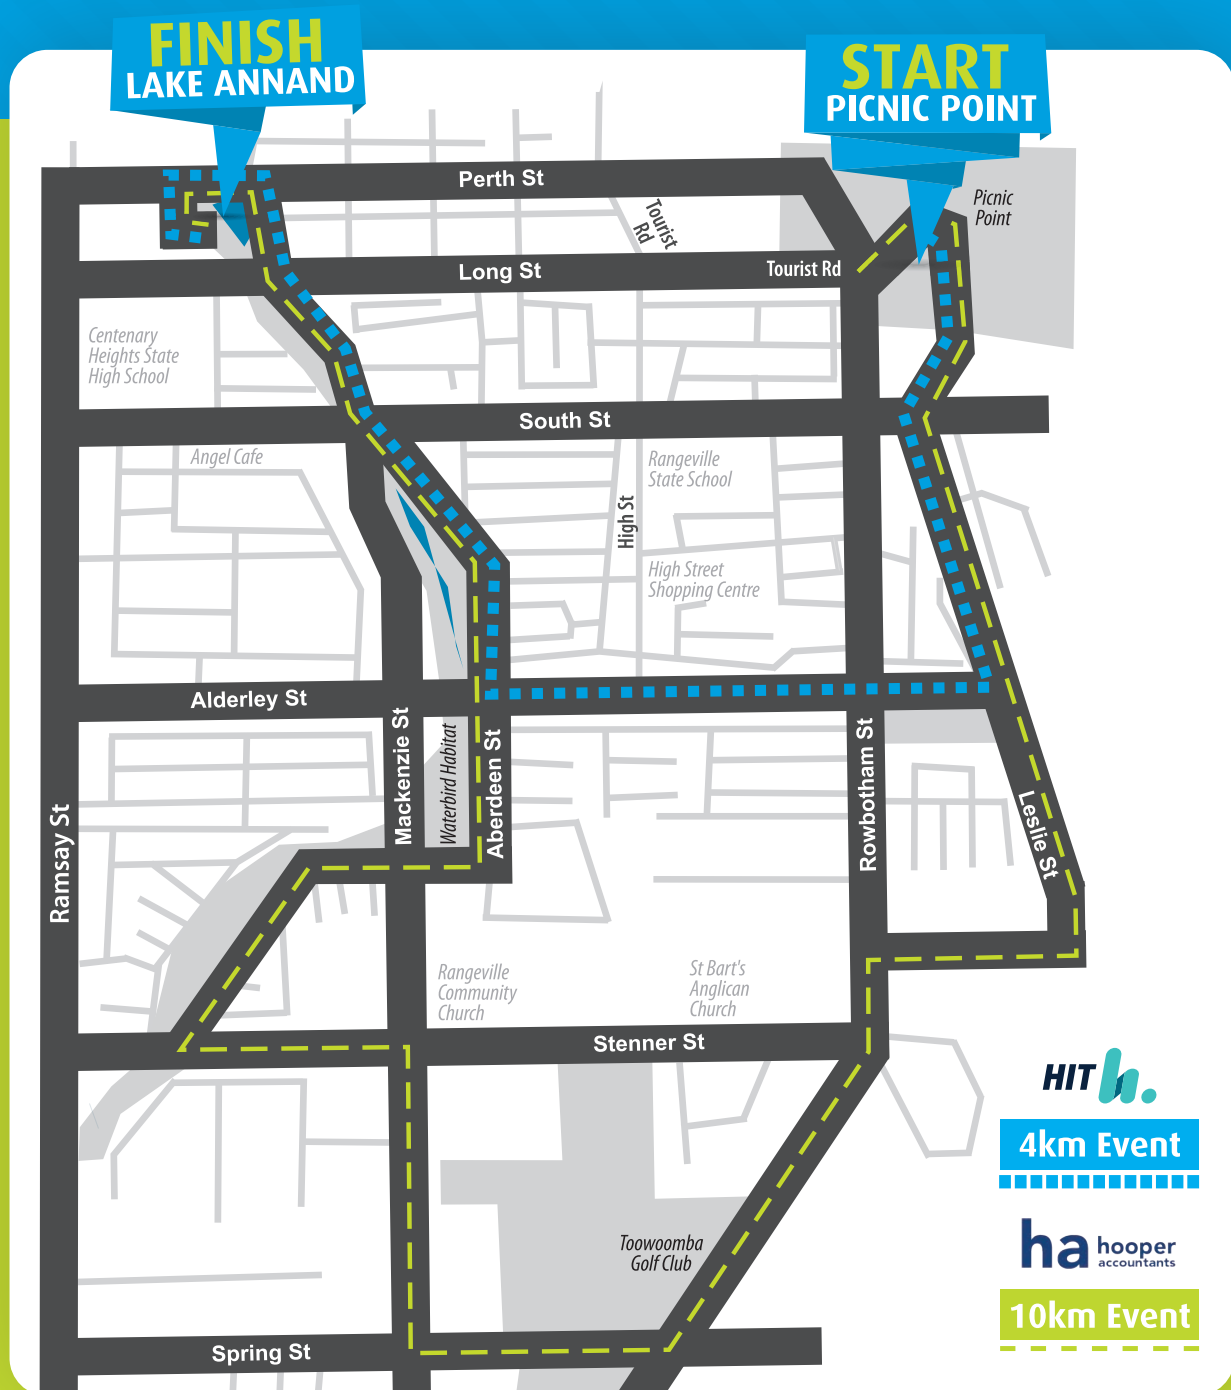 FINISH
LAKE ANNAND
START
PICNIC POINT
Perth St
Picnic
Point
Tourist
Rd
Long St
Tourist Rd
Centenary
Heights State
High School
South St
Angel Cafe
Rangeville
State School
High St
High Street
Shopping Centre
Alderley St
Mackenzie St
Waterbird Habitat
Aberdeen St
Rowbotham St
Leslie St
Ramsay St
Rangeville
Community
Church
St Bart's
Anglican
Church
Stenner St
HIT h.
4km Event
Toowoomba
Golf Club
ha hooper
accountants
10km Event
Spring St